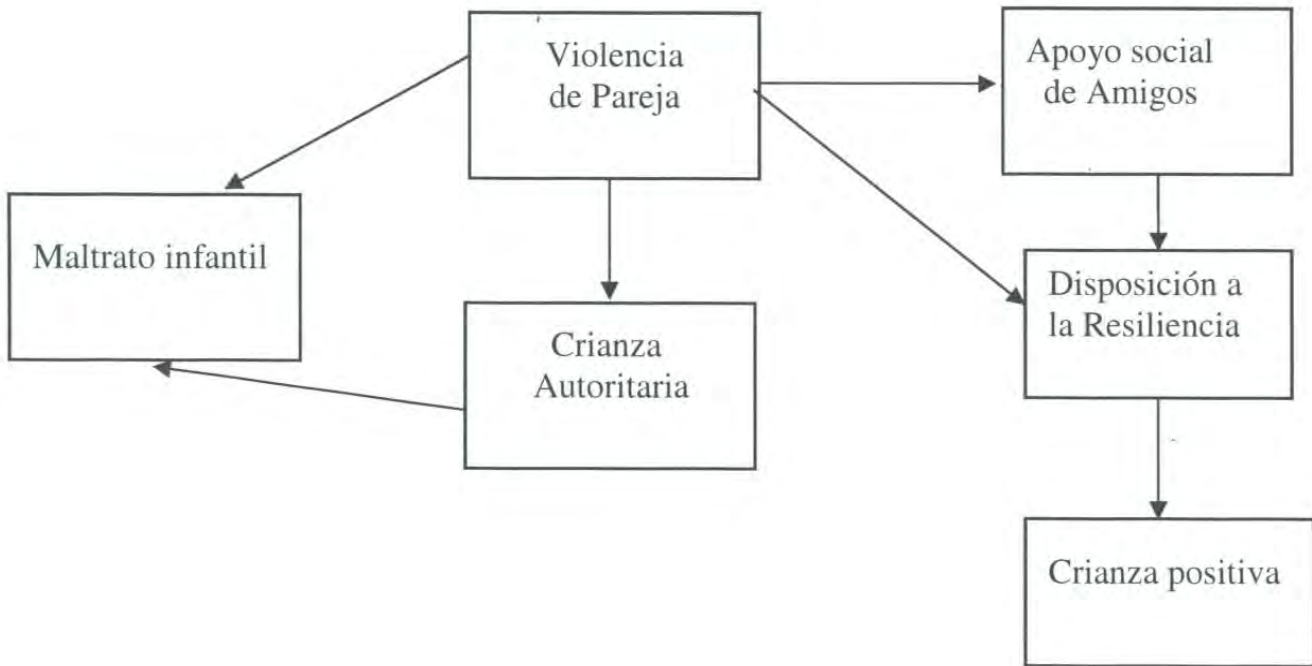 Violencia
de Pareja
Apoyo social
de Amigos
Maltrato infantil
Disposición a
la Resiliencia
Crianza
Autoritaria
Crianza positiva